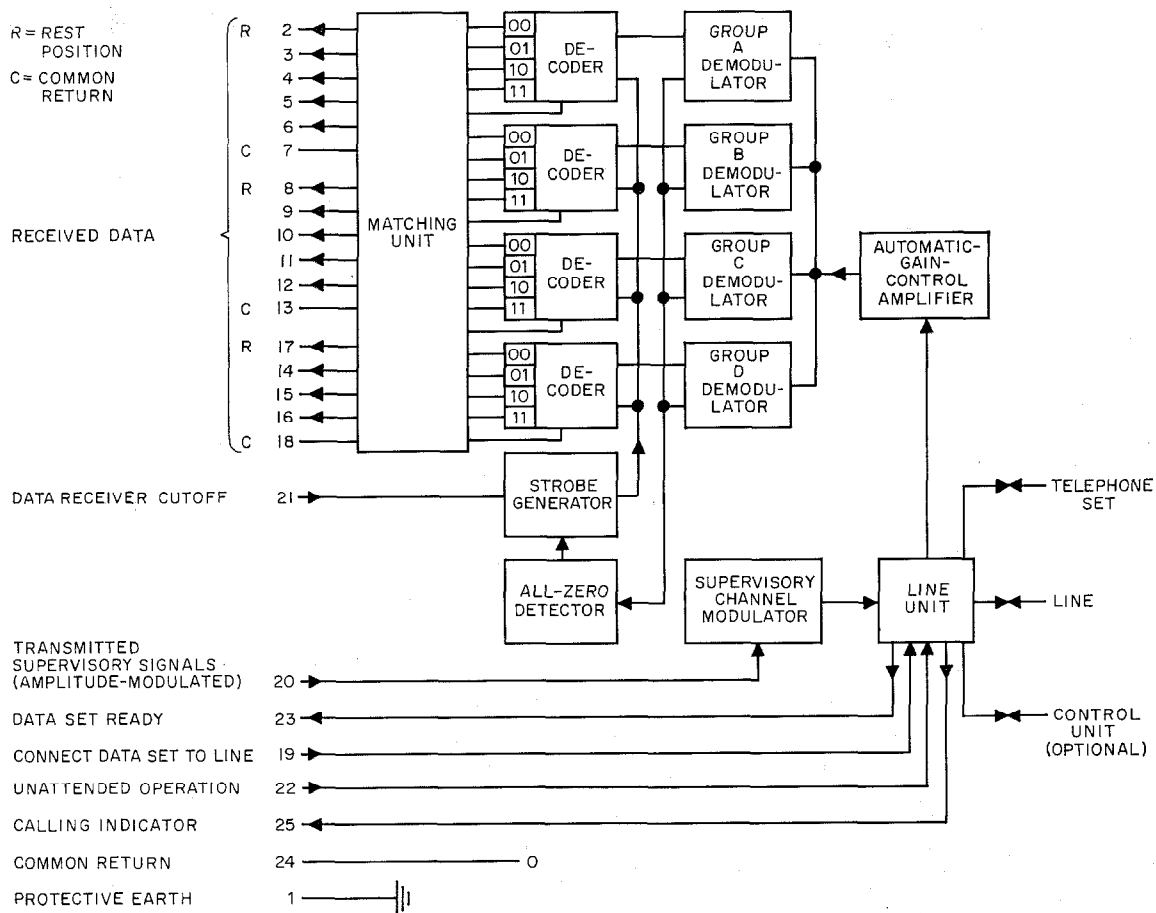 R = REST
POSITION
C = COMMON
RETURN
RECEIVED DATA
R 2
3
4
5
6
C 7
R 8
9
10
11
12
C 13
R 17
14
15
16
C 18
MATCHING
UNIT
00
01
10
11
DE-
CODER
00
01
10
11
DE-
CODER
00
01
10
11
DE-
CODER
00
01
10
11
DE-
CODER
GROUP
A
DEMODU-
LATOR
GROUP
B
DEMODU-
LATOR
GROUP
C
DEMODU-
LATOR
GROUP
D
DEMODU-
LATOR
AUTOMATIC-
GAIN-
CONTROL
AMPLIFIER
DATA RECEIVER CUTOFF 21
STROBE
GENERATOR
ALL-ZERO
DETECTOR
SUPERVISORY
CHANNEL
MODULATOR
LINE
UNIT
TELEPHONE
SET
LINE
CONTROL
UNIT
(OPTIONAL)
TRANSMITTED
SUPERVISORY SIGNALS
(AMPLITUDE-MODULATED) 20
DATA SET READY 23
CONNECT DATA SET TO LINE 19
UNATTENDED OPERATION 22
CALLING INDICATOR 25
COMMON RETURN 24 O
PROTECTIVE EARTH 1